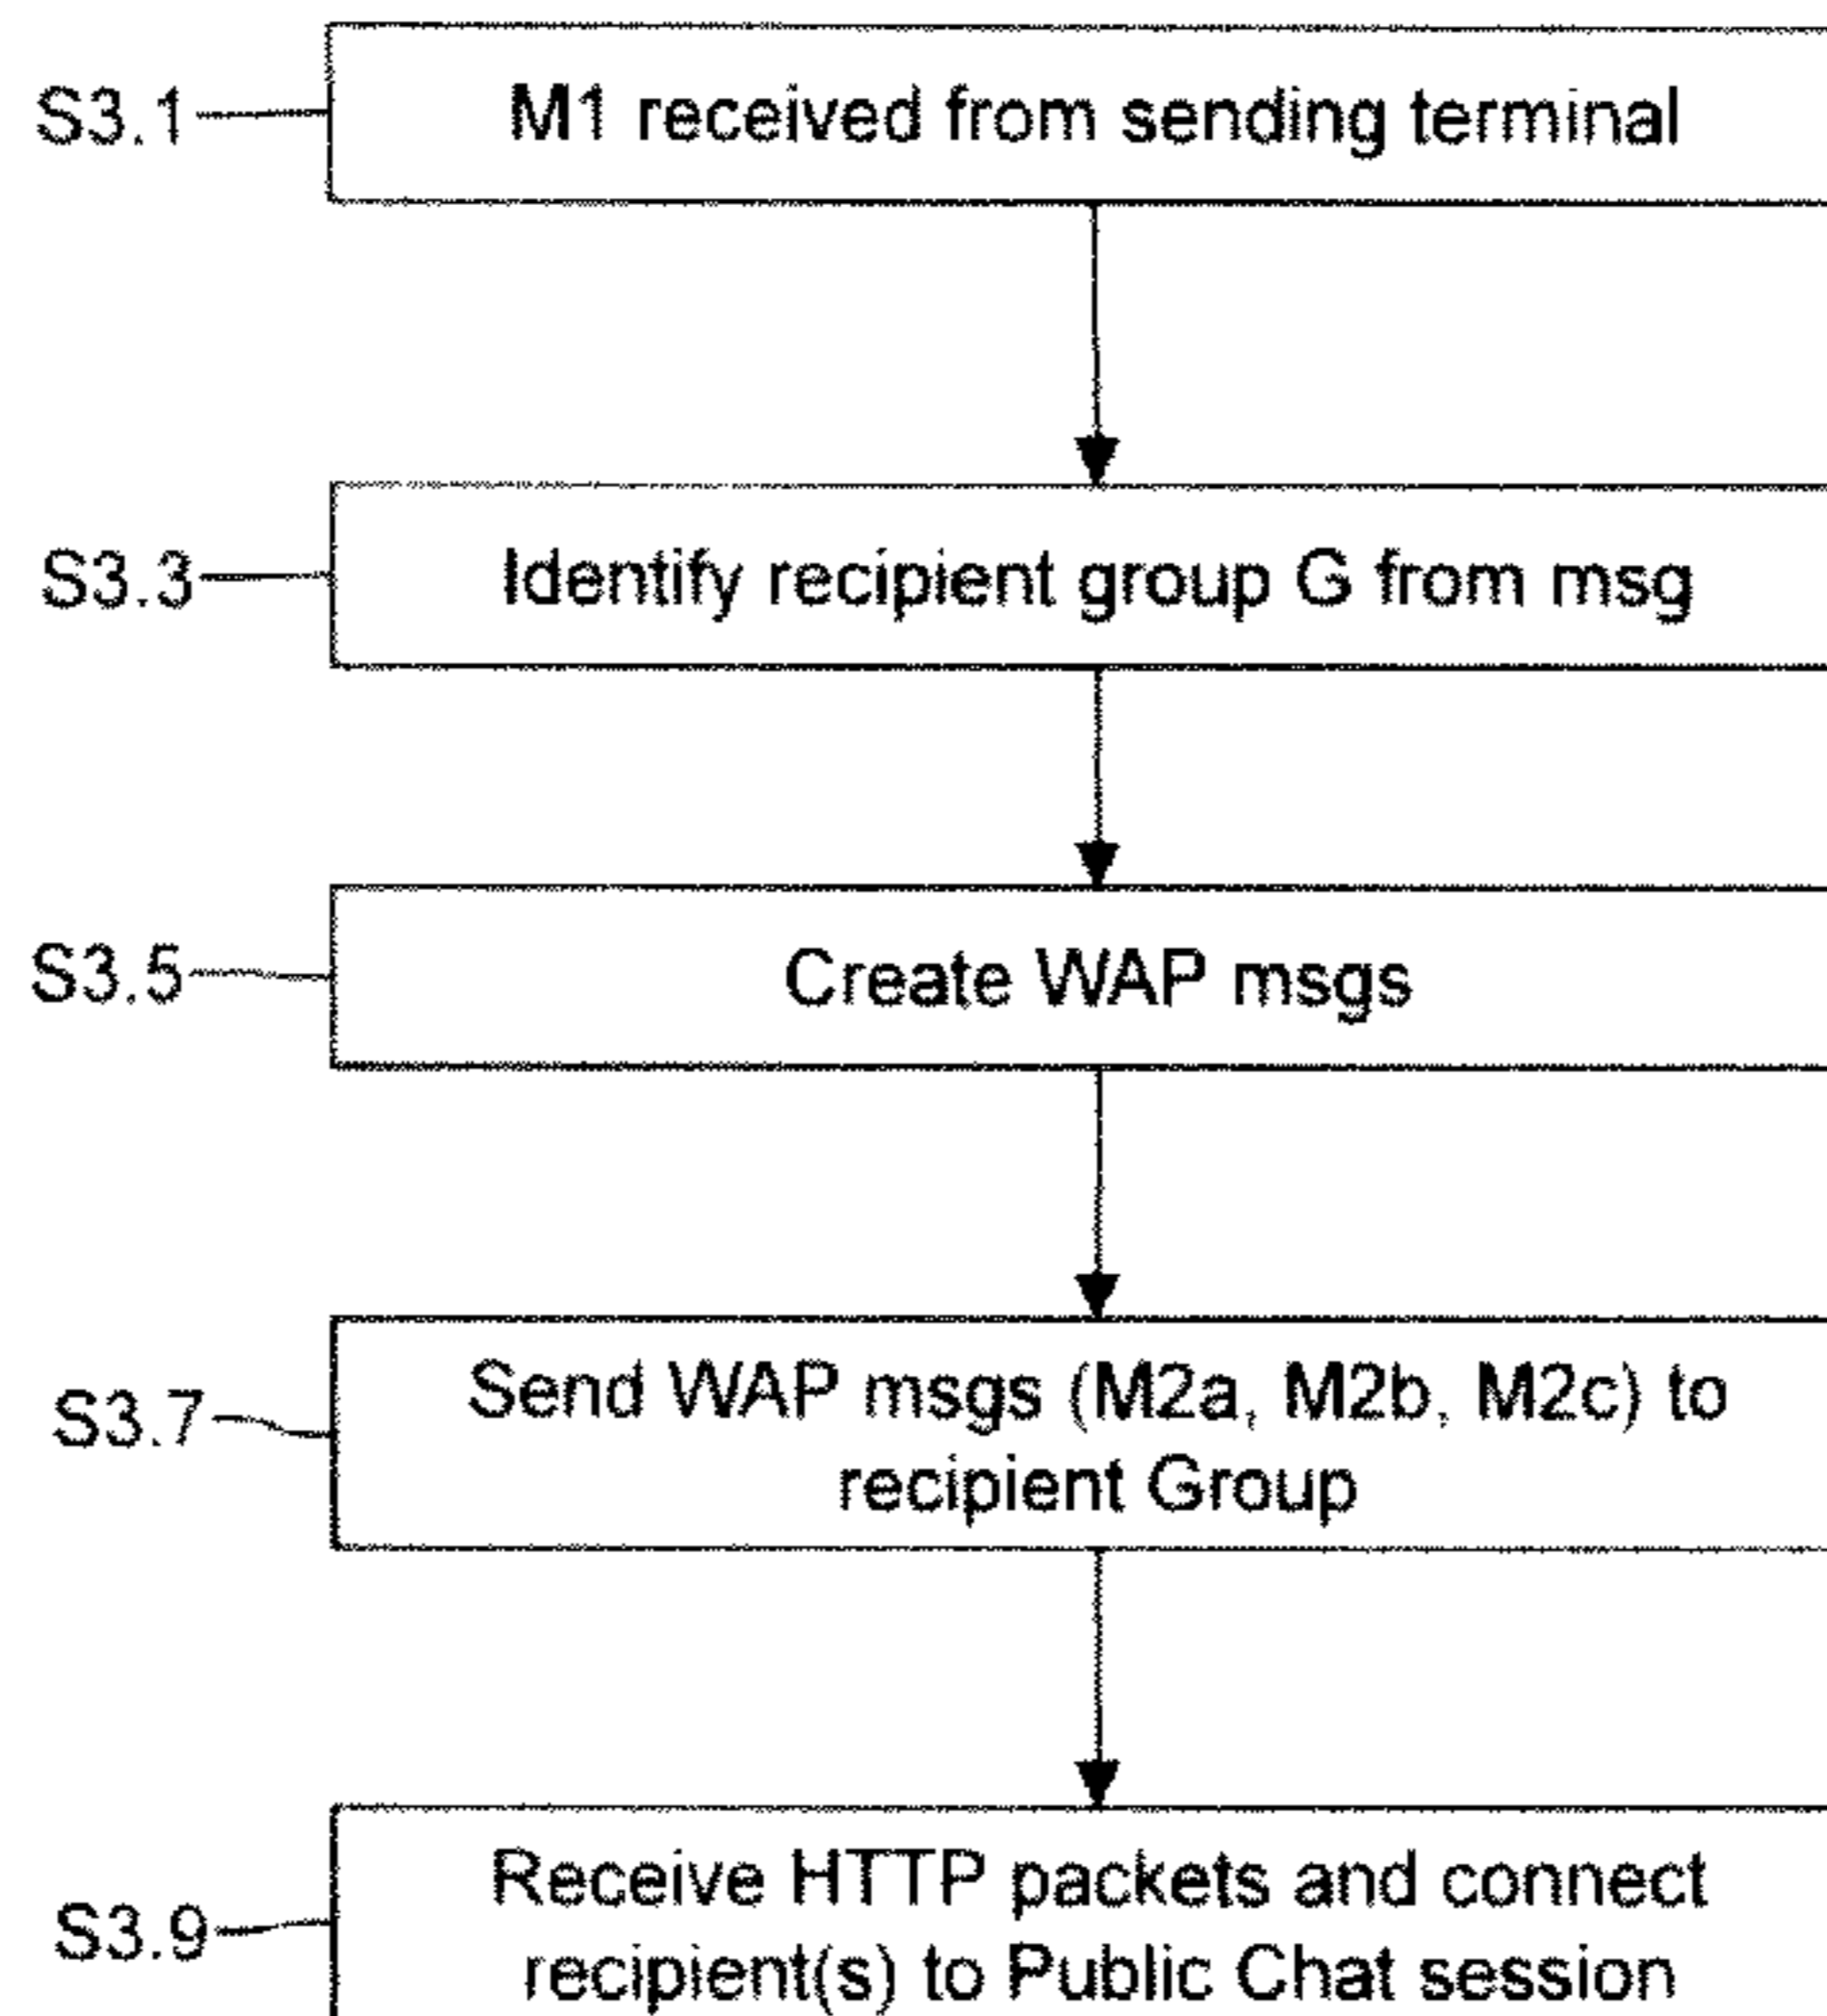 S3.1
M1 received from sending terminal
S3.3
Identify recipient group G from msg
S3.5
Create WAP msgs
S3.7
Send WAP msgs (M2a, M2b, M2c) to
recipient Group
S3.9
Receive HTTP packets and connect
recipient(s) to Public Chat session